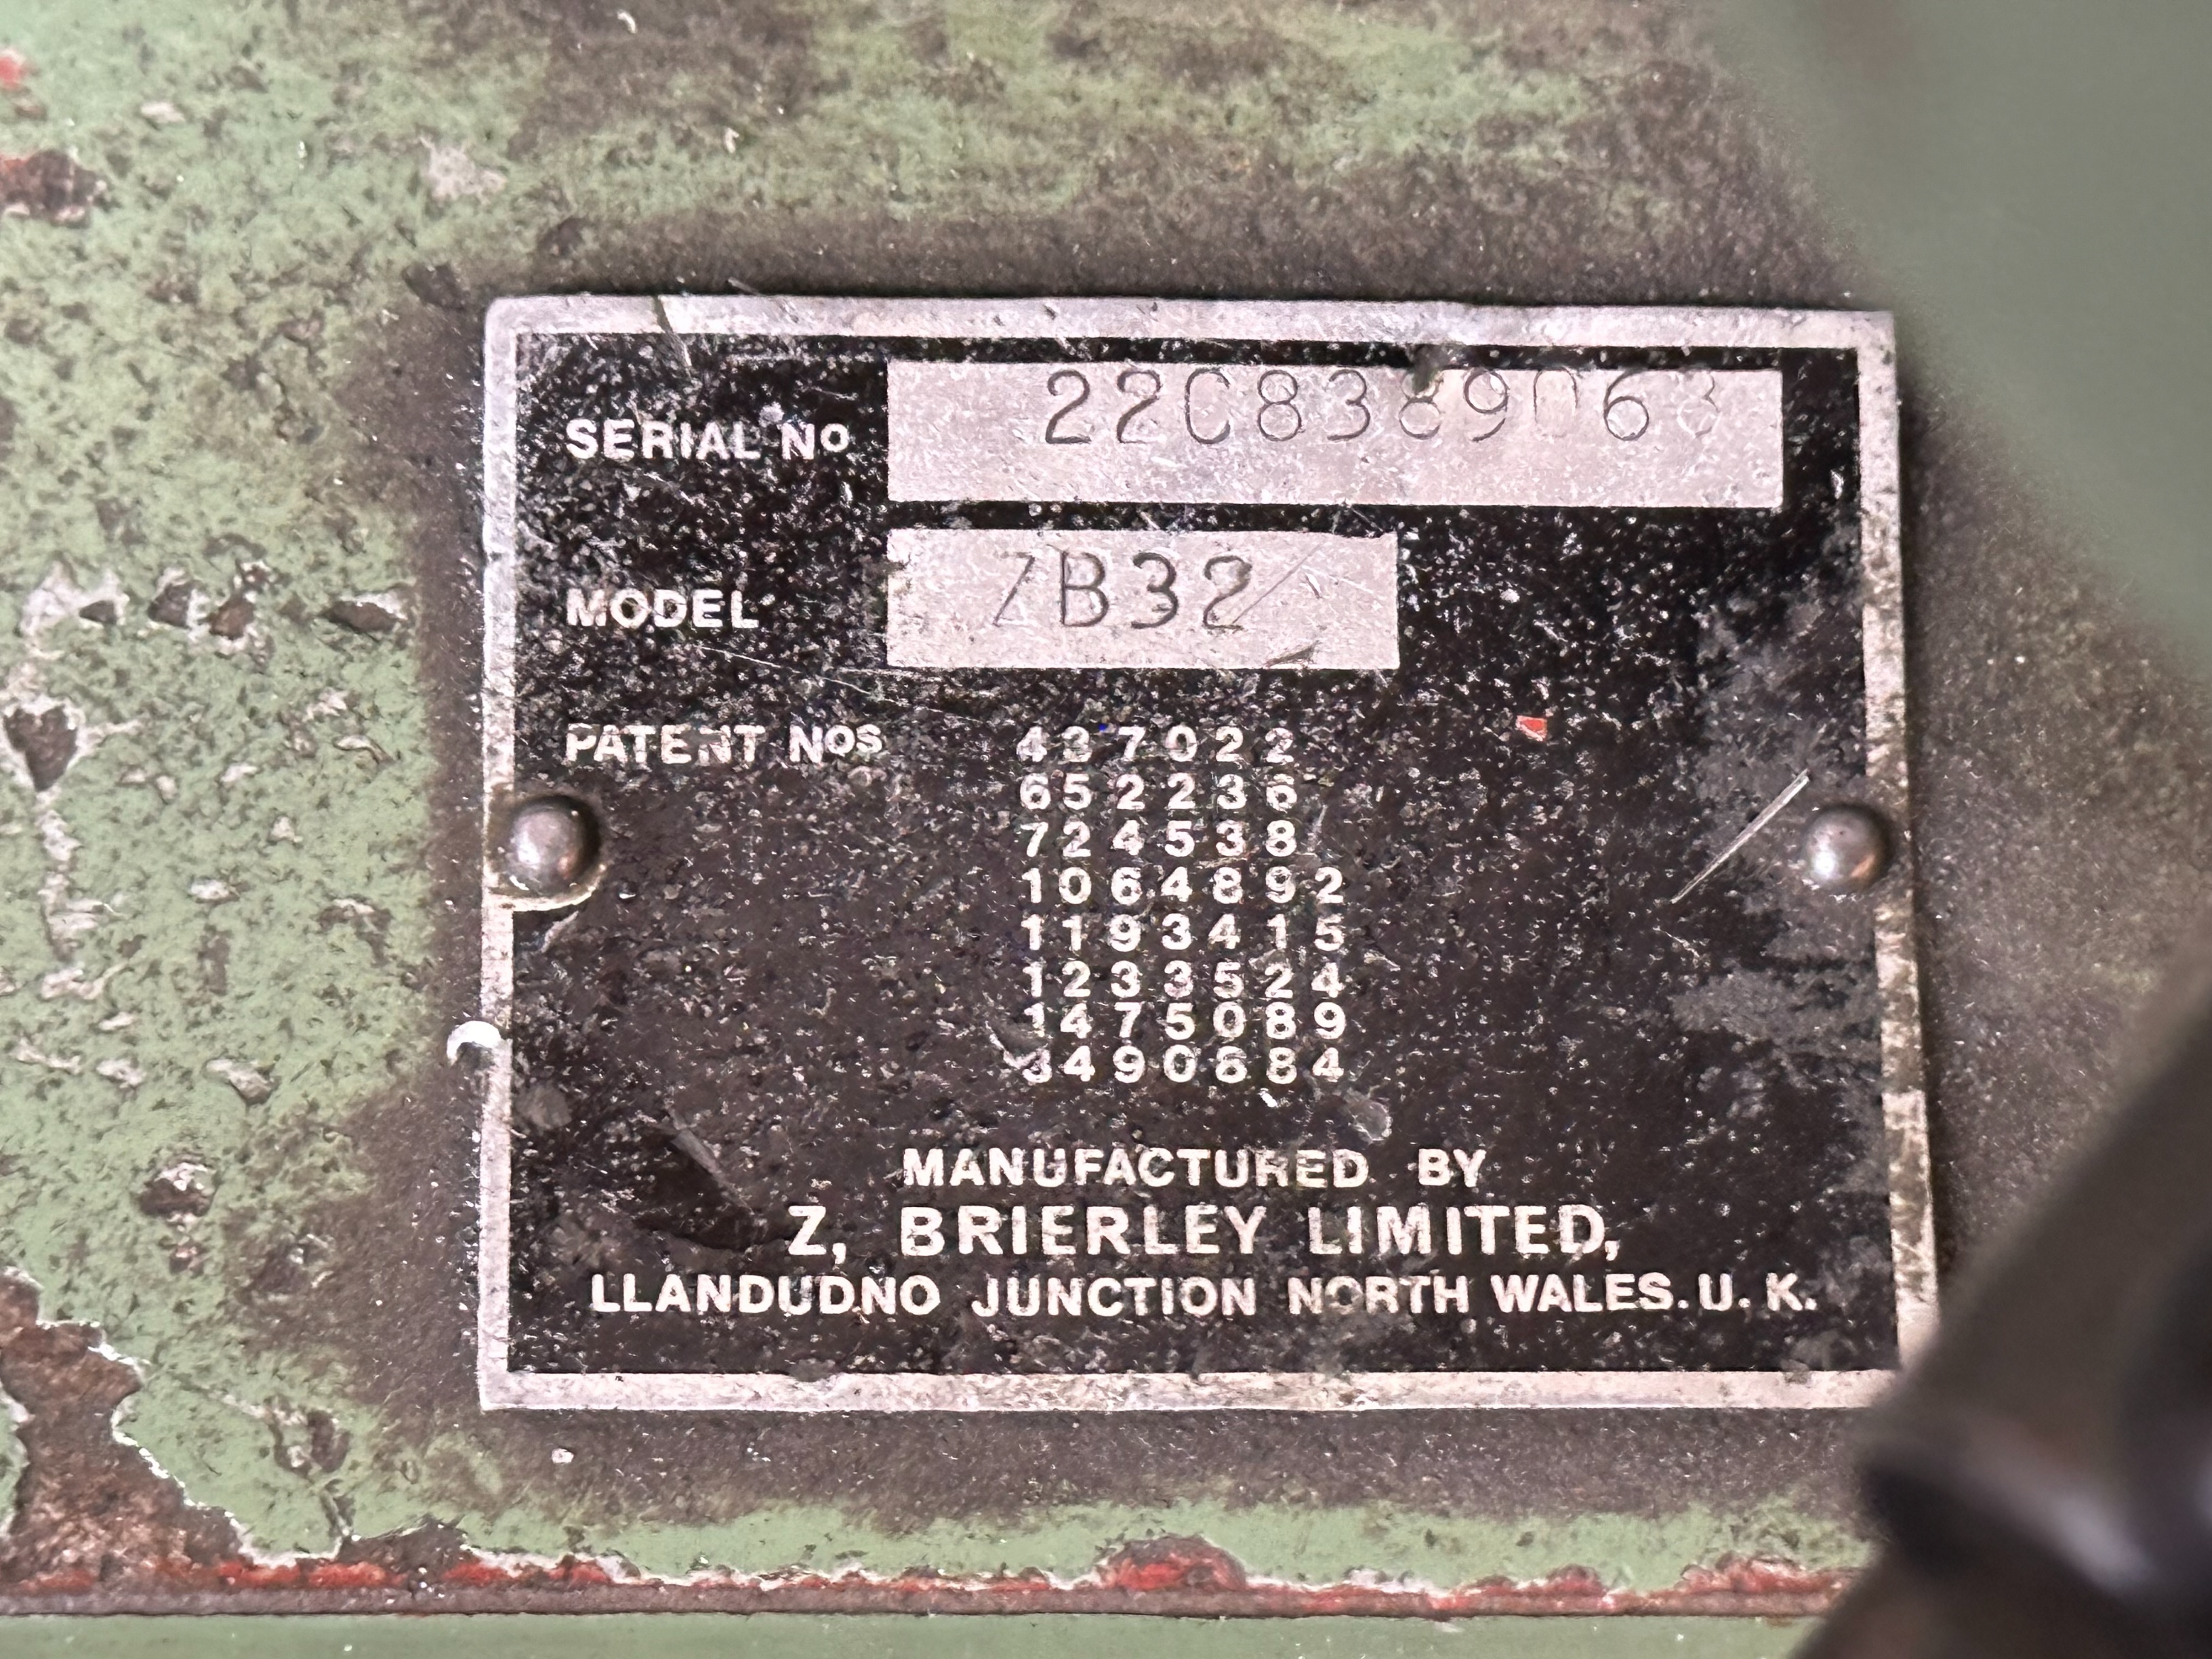 SERIAL No 22C8389063
MODEL ZB32
PATENT NOS 437022
652236
724538
1064892
1193415
1233524
1475089
3490684
MANUFACTURED BY
Z, BRIERLEY LIMITED,
LLANDUDNO JUNCTION NORTH WALES. U. K.